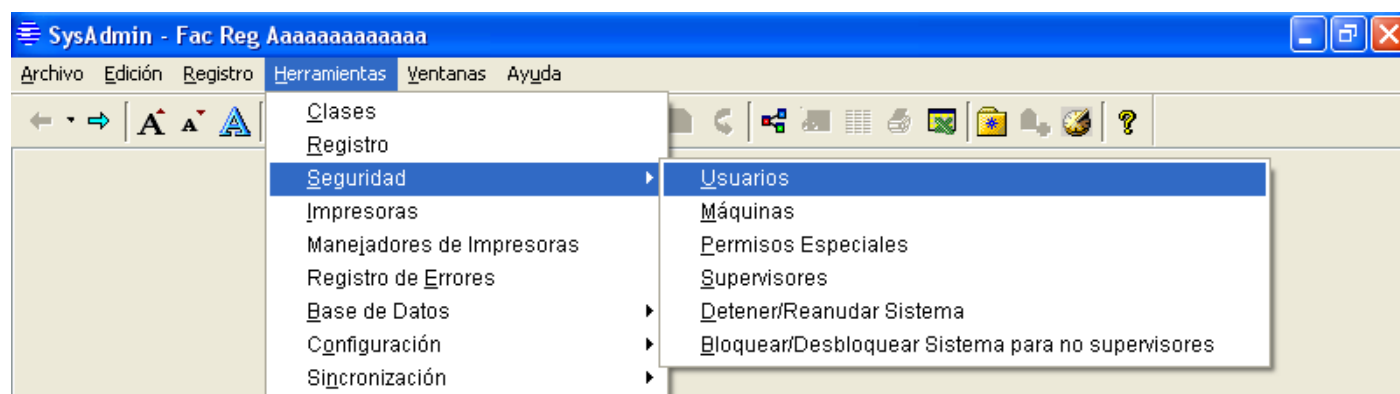 SysAdmin - Fac Reg Aaaaaaaaaaaaa
Archivo Edición Registro Herramientas Ventanas Ayuda
Clases
Registro
Seguridad
Usuarios
Impresoras
Máquinas
Manejadores de Impresoras
Permisos Especiales
Registro de Errores
Supervisores
Base de Datos
Detener/Reanudar Sistema
Configuración
Bloquear/Desbloquear Sistema para no supervisores
Sincronización